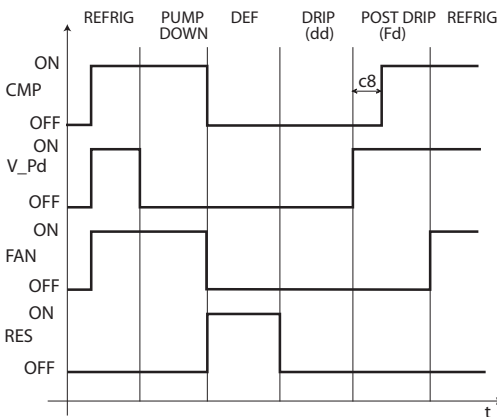 REFRIG PUMP DOWN DEF DRIP (dd) POST DRIP (Fd) REFRIG
ON
CMP
c8
OFF
ON
V_Pd
OFF
ON
FAN
OFF
ON
RES
OFF
t